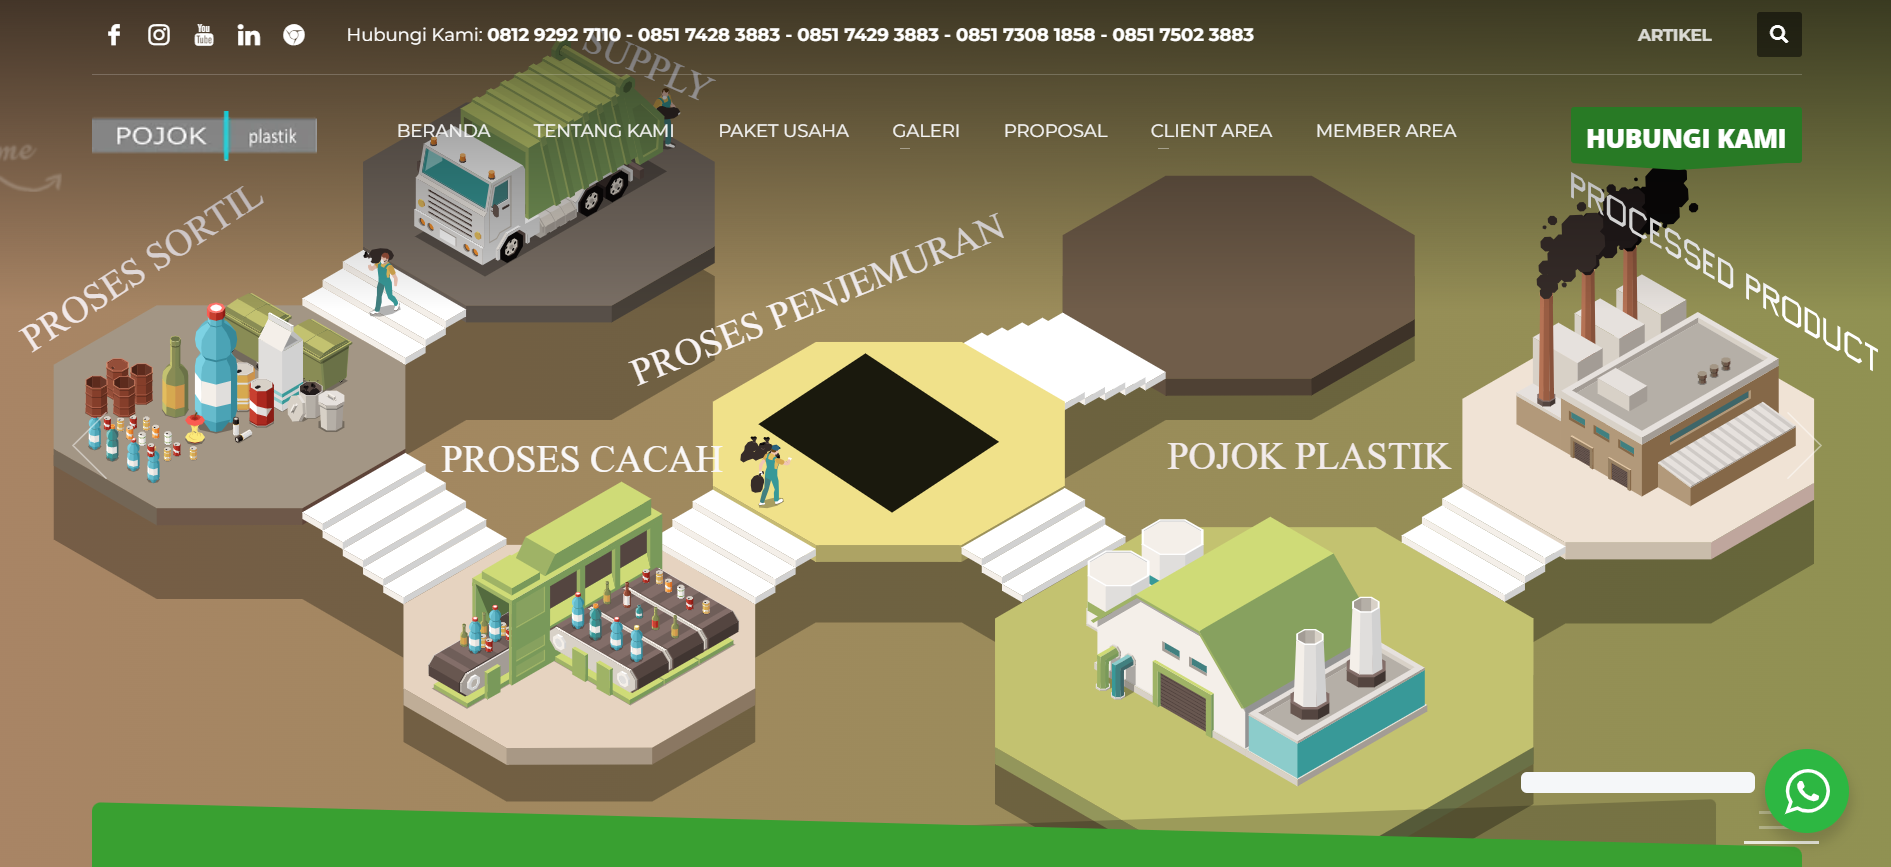 Hubungi Kami: 0812 9292 7110 - 0851 7428 3883 - 0851 7429 3883 - 0851 7308 1858 - 0851 7502 3883
ARTIKEL
SUPPLY
POJOK plastik
BERANDA TENTANG KAMI PAKET USAHA GALERI PROPOSAL CLIENT AREA MEMBER AREA
HUBUNGI KAMI
me
PROSES SORTIL
PROSES PENJEMURAN
PROCESSED PRODUCT
PROSES CACAH
POJOK PLASTIK